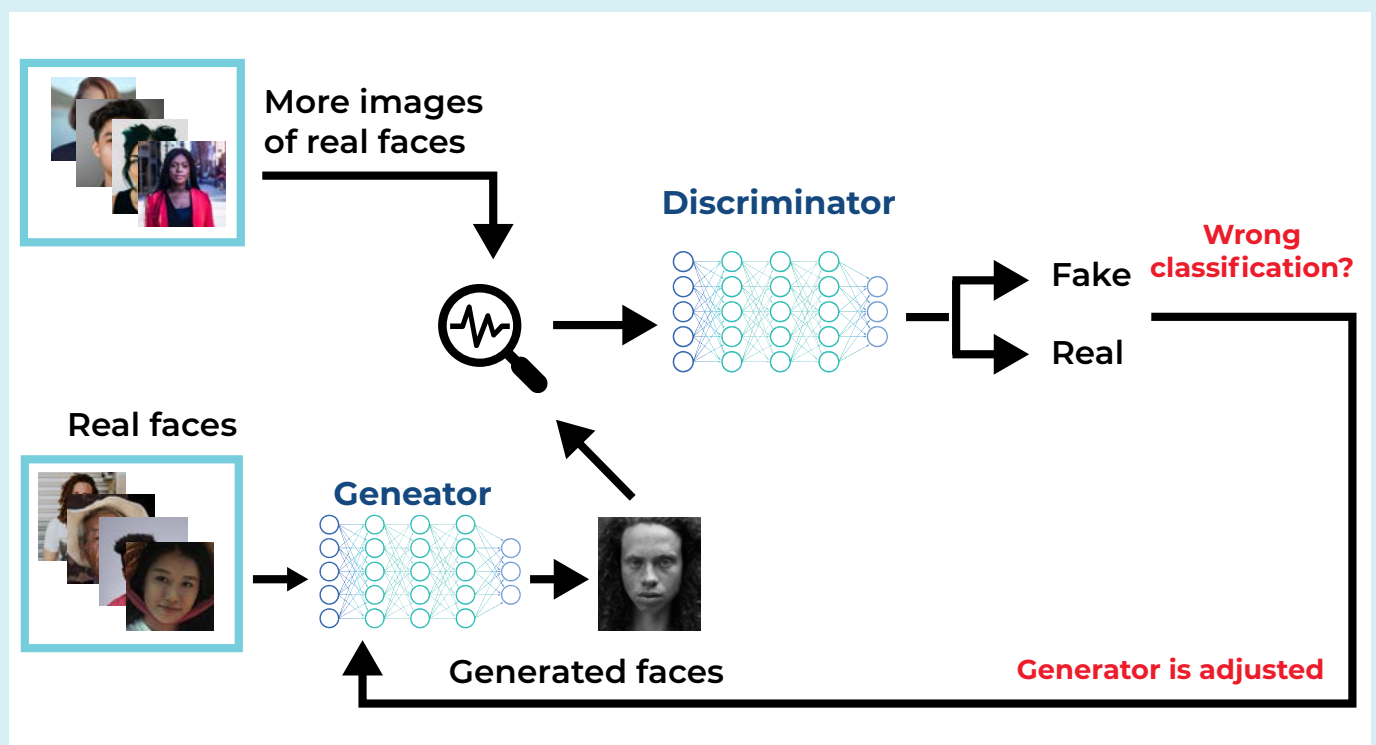 More images
of real faces
Discriminator
Wrong
classification?
Fake
Real
Real faces
Geneator
Generated faces
Generator is adjusted